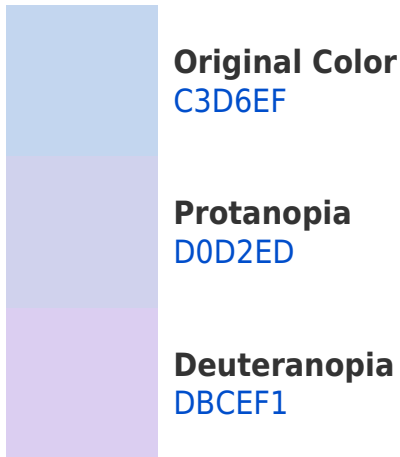 Original Color
C3D6EF
Protanopia
D0D2ED
Deuteranopia
DBCEF1